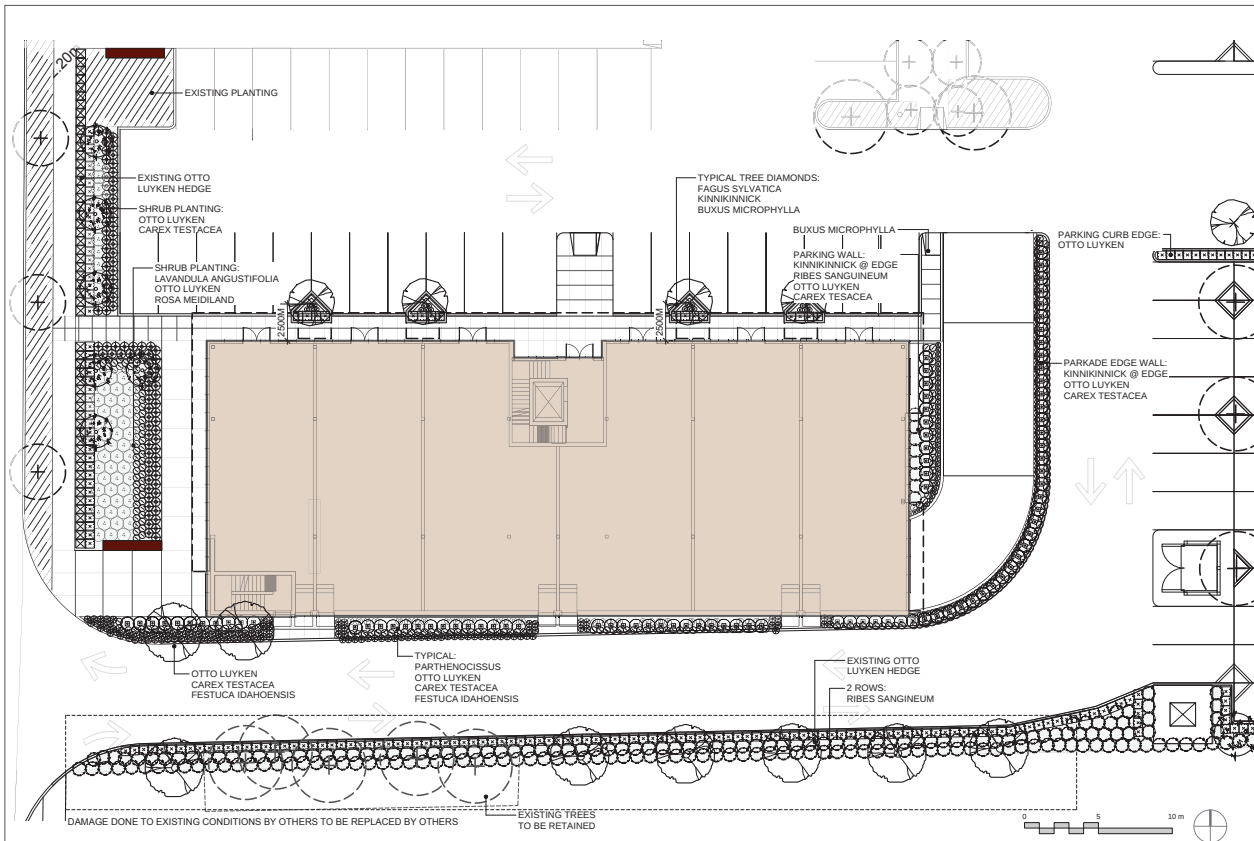 2.20m
EXISTING PLANTING
EXISTING OTTO
LUYKEN HEDGE
SHRUB PLANTING:
OTTO LUYKEN
CAREX TESTACEA
SHRUB PLANTING:
LAVANDULA ANGUSTIFOLIA
OTTO LUYKEN
ROSA MEIDILAND
TYPICAL TREE DIAMONDS:
FAGUS SYLVATICA
KINNIKINNICK
BUXUS MICROPHYLLA
BUXUS MICROPHYLLA
PARKING WALL:
KINNIKINNICK @ EDGE
RIBES SANGUINEUM
OTTO LUYKEN
CAREX TESACEA
PARKING CURB EDGE:
OTTO LUYKEN
2500M
2500M
PARKADE EDGE WALL:
KINNIKINNICK @ EDGE
OTTO LUYKEN
CAREX TESTACEA
OTTO LUYKEN
CAREX TESTACEA
FESTUCA IDAHOENSIS
TYPICAL:
PARTHENOCISSUS
OTTO LUYKEN
CAREX TESTACEA
FESTUCA IDAHOENSIS
EXISTING OTTO
LUYKEN HEDGE
2 ROWS:
RIBES SANGINEUM
EXISTING TREES
TO BE RETAINED
DAMAGE DONE TO EXISTING CONDITIONS BY OTHERS TO BE REPLACED BY OTHERS
0 5 10 m